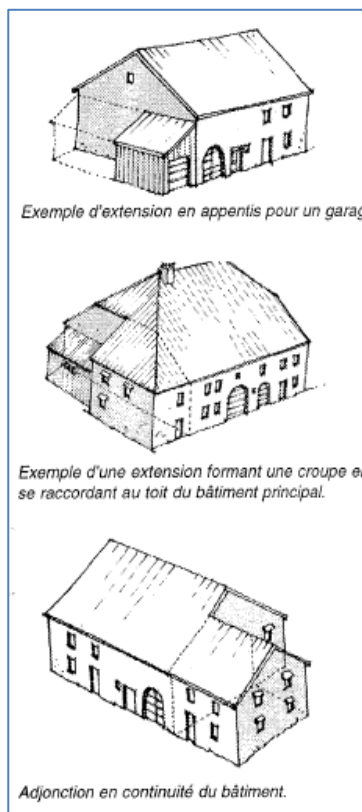 Exemple d'extension en appentis pour un garag
Exemple d'une extension formant une croupe e
se raccordant au toit du bâtiment principal.
Adjonction en continuité du bâtiment.